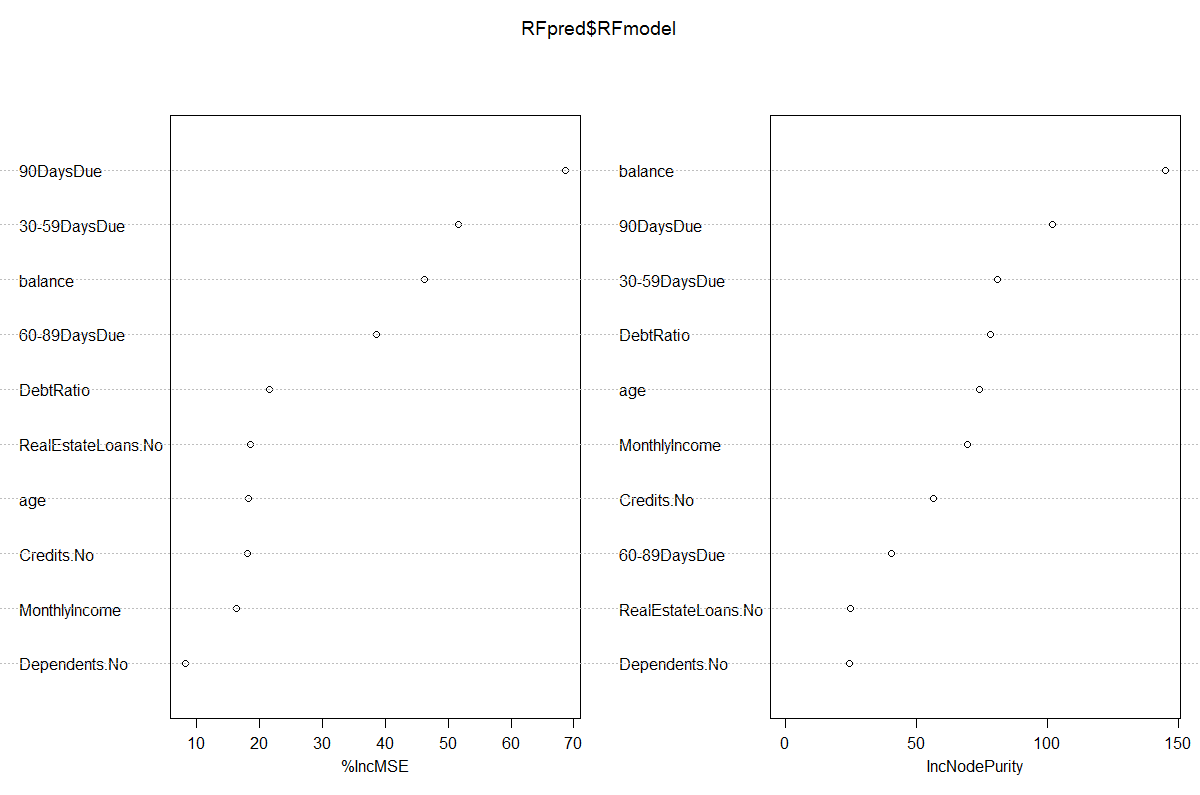 RFpred$RFmodel
90DaysDue
30-59DaysDue
balance
60-89DaysDue
DebtRatio
RealEstateLoans.No
age
Credits.No
MonthlyIncome
Dependents.No
10 20 30 40 50 60 70
%IncMSE
balance
90DaysDue
30-59DaysDue
DebtRatio
age
MonthlyIncome
Credits.No
60-89DaysDue
RealEstateLoans.No
Dependents.No
0 50 100 150
IncNodePurity